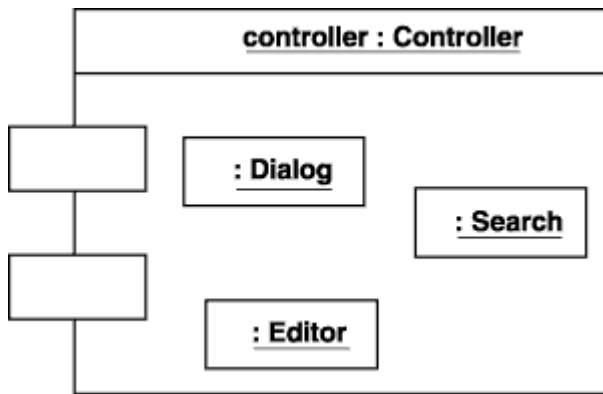 controller : Controller
: Dialog
: Search
: Editor